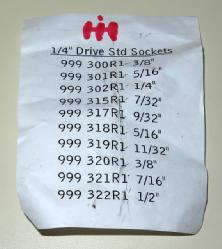 IH
1/4" Drive Std Sockets
999 300R1 3/8"
999 301R1 5/16"
999 302R1 1/4"
999 315R1 7/32"
999 317R1 9/32"
999 318R1 5/16"
999 319R1 11/32"
999 320R1 3/8"
999 321R1 7/16"
999 322R1 1/2"